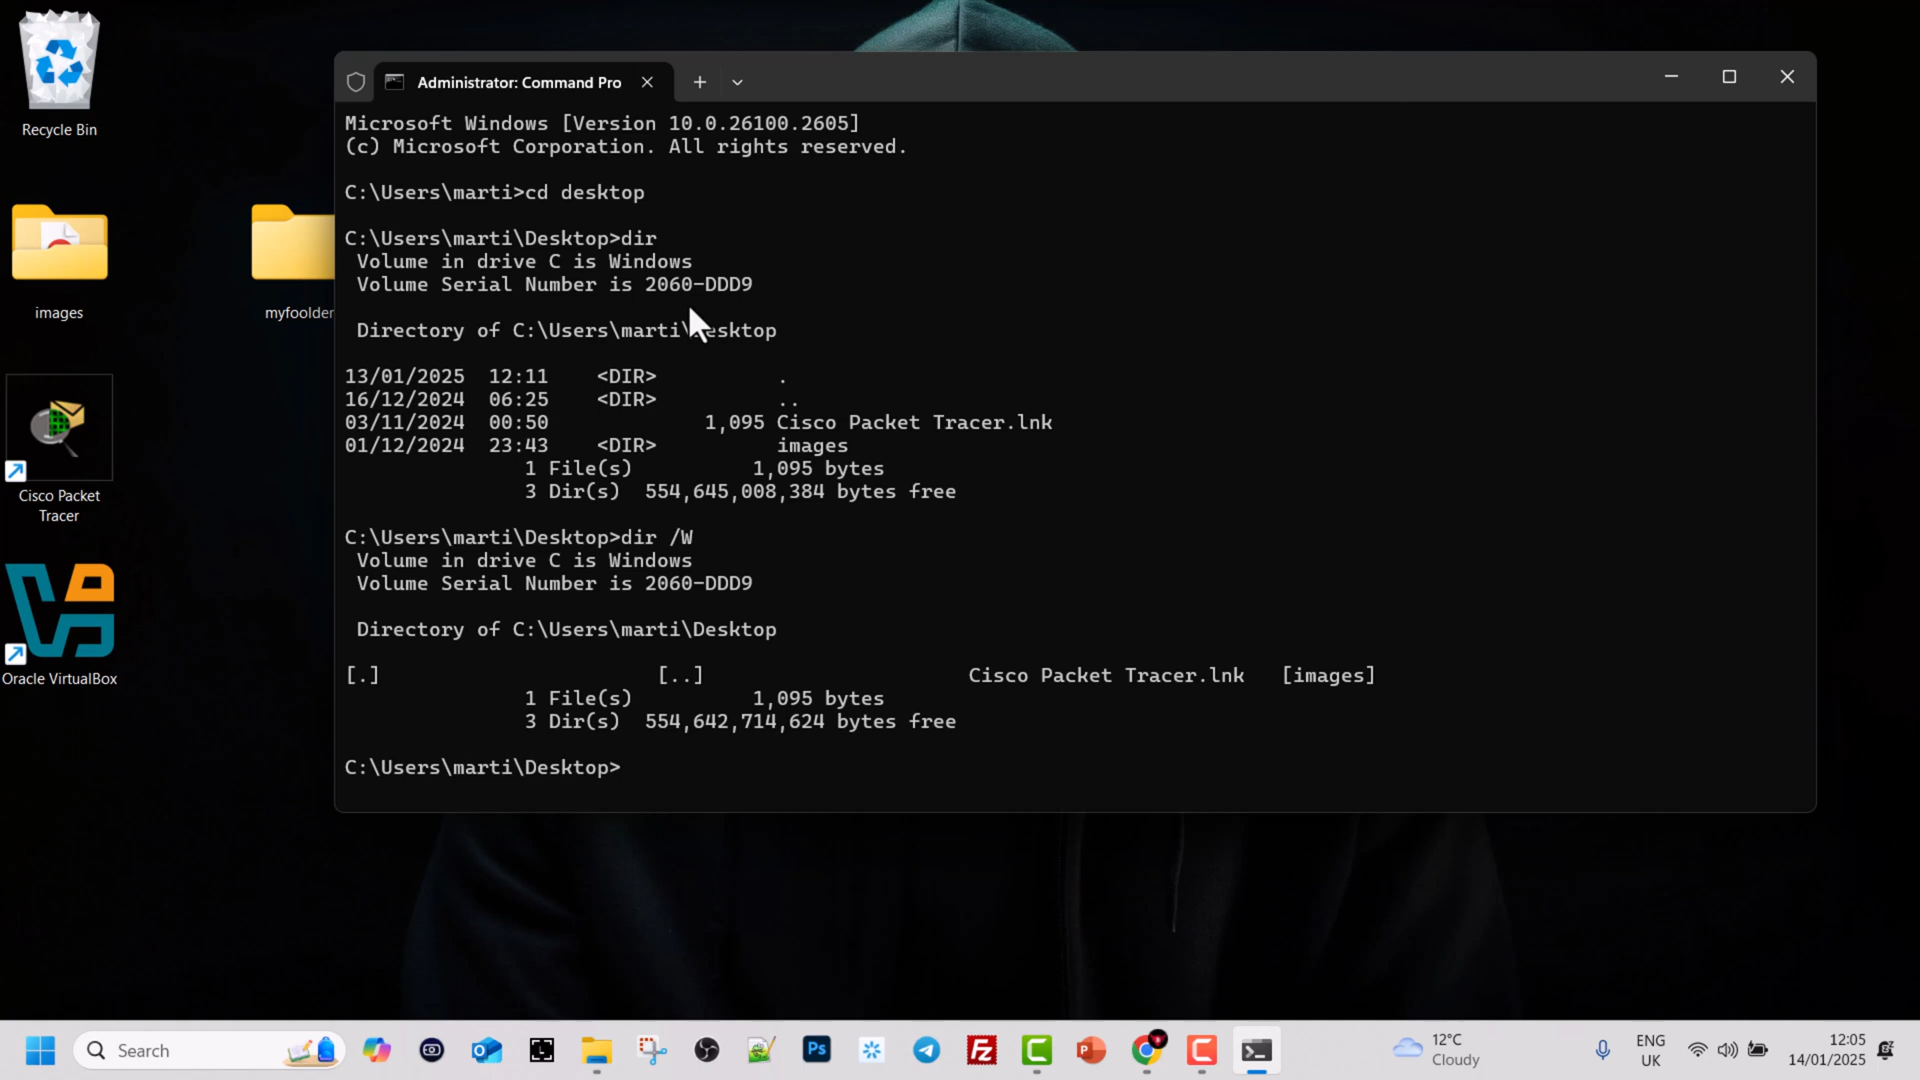 Recycle Bin
images
myfoolder
Cisco Packet
Tracer
Oracle VirtualBox
Administrator: Command Pro
Microsoft Windows [Version 10.0.26100.2605]
(c) Microsoft Corporation. All rights reserved.
C:\Users\marti>cd desktop
C:\Users\marti\Desktop>dir
Volume in drive C is Windows
Volume Serial Number is 2060-DDD9
Directory of C:\Users\marti\Desktop
13/01/2025 12:11 <DIR> .
16/12/2024 06:25 <DIR> ..
03/11/2024 00:50 1,095 Cisco Packet Tracer.lnk
01/12/2024 23:43 <DIR> images
1 File(s) 1,095 bytes
3 Dir(s) 554,645,008,384 bytes free
C:\Users\marti\Desktop>dir /W
Volume in drive C is Windows
Volume Serial Number is 2060-DDD9
Directory of C:\Users\marti\Desktop
[.] [..] Cisco Packet Tracer.lnk [images]
1 File(s) 1,095 bytes
3 Dir(s) 554,642,714,624 bytes free
C:\Users\marti\Desktop>
Search
Ps
Fz
12°C
Cloudy
ENG
UK
12:05
14/01/2025